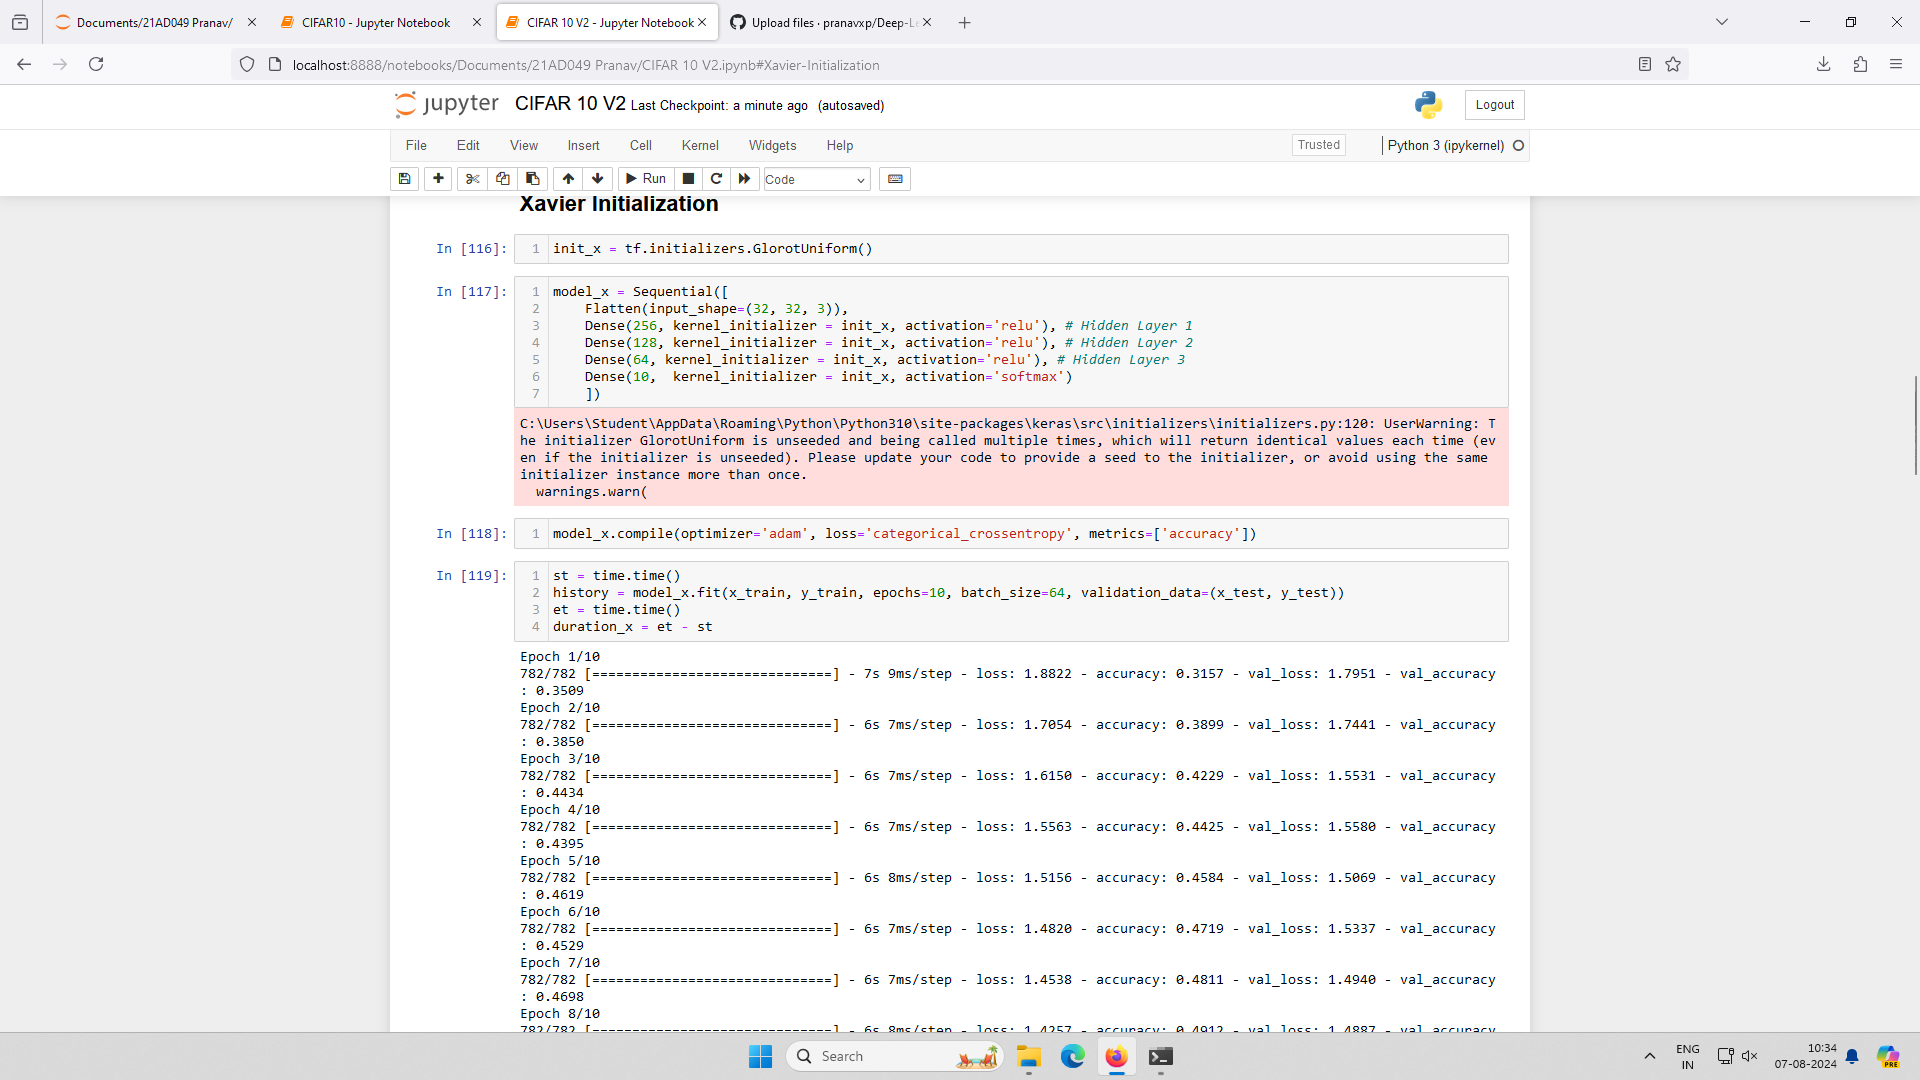 Documents/21AD049 Pranav/
CIFAR10 - Jupyter Notebook
CIFAR 10 V2 - Jupyter Notebook
Upload files · pranavxp/Deep-Le
localhost:8888/notebooks/Documents/21AD049 Pranav/CIFAR 10 V2.ipynb#Xavier-Initialization
jupyter CIFAR 10 V2 Last Checkpoint: a minute ago (autosaved)
Logout
File Edit View Insert Cell Kernel Widgets Help
Trusted
Python 3 (ipykernel)
Run
Code
Xavier Initialization
In [116]:
1 init_x = tf.initializers.GlorotUniform()
In [117]:
1 model_x = Sequential([
2     Flatten(input_shape=(32, 32, 3)),
3     Dense(256, kernel_initializer = init_x, activation='relu'), # Hidden Layer 1
4     Dense(128, kernel_initializer = init_x, activation='relu'), # Hidden Layer 2
5     Dense(64, kernel_initializer = init_x, activation='relu'), # Hidden Layer 3
6     Dense(10,  kernel_initializer = init_x, activation='softmax')
7     ])
C:\Users\Student\AppData\Roaming\Python\Python310\site-packages\keras\src\initializers\initializers.py:120: UserWarning: T
he initializer GlorotUniform is unseeded and being called multiple times, which will return identical values each time (ev
en if the initializer is unseeded). Please update your code to provide a seed to the initializer, or avoid using the same
initializer instance more than once.
  warnings.warn(
In [118]:
1 model_x.compile(optimizer='adam', loss='categorical_crossentropy', metrics=['accuracy'])
In [119]:
1 st = time.time()
2 history = model_x.fit(x_train, y_train, epochs=10, batch_size=64, validation_data=(x_test, y_test))
3 et = time.time()
4 duration_x = et - st
Epoch 1/10
782/782 [==============================] - 7s 9ms/step - loss: 1.8822 - accuracy: 0.3157 - val_loss: 1.7951 - val_accuracy
: 0.3509
Epoch 2/10
782/782 [==============================] - 6s 7ms/step - loss: 1.7054 - accuracy: 0.3899 - val_loss: 1.7441 - val_accuracy
: 0.3850
Epoch 3/10
782/782 [==============================] - 6s 7ms/step - loss: 1.6150 - accuracy: 0.4229 - val_loss: 1.5531 - val_accuracy
: 0.4434
Epoch 4/10
782/782 [==============================] - 6s 7ms/step - loss: 1.5563 - accuracy: 0.4425 - val_loss: 1.5580 - val_accuracy
: 0.4395
Epoch 5/10
782/782 [==============================] - 6s 8ms/step - loss: 1.5156 - accuracy: 0.4584 - val_loss: 1.5069 - val_accuracy
: 0.4619
Epoch 6/10
782/782 [==============================] - 6s 7ms/step - loss: 1.4820 - accuracy: 0.4719 - val_loss: 1.5337 - val_accuracy
: 0.4529
Epoch 7/10
782/782 [==============================] - 6s 7ms/step - loss: 1.4538 - accuracy: 0.4811 - val_loss: 1.4940 - val_accuracy
: 0.4698
Epoch 8/10
782/782 [==============================] - 6s 8ms/step - loss: 1.4257 - accuracy: 0.4912 - val_loss: 1.4887 - val_accuracy
Search
ENG
IN
10:34
07-08-2024
PRE